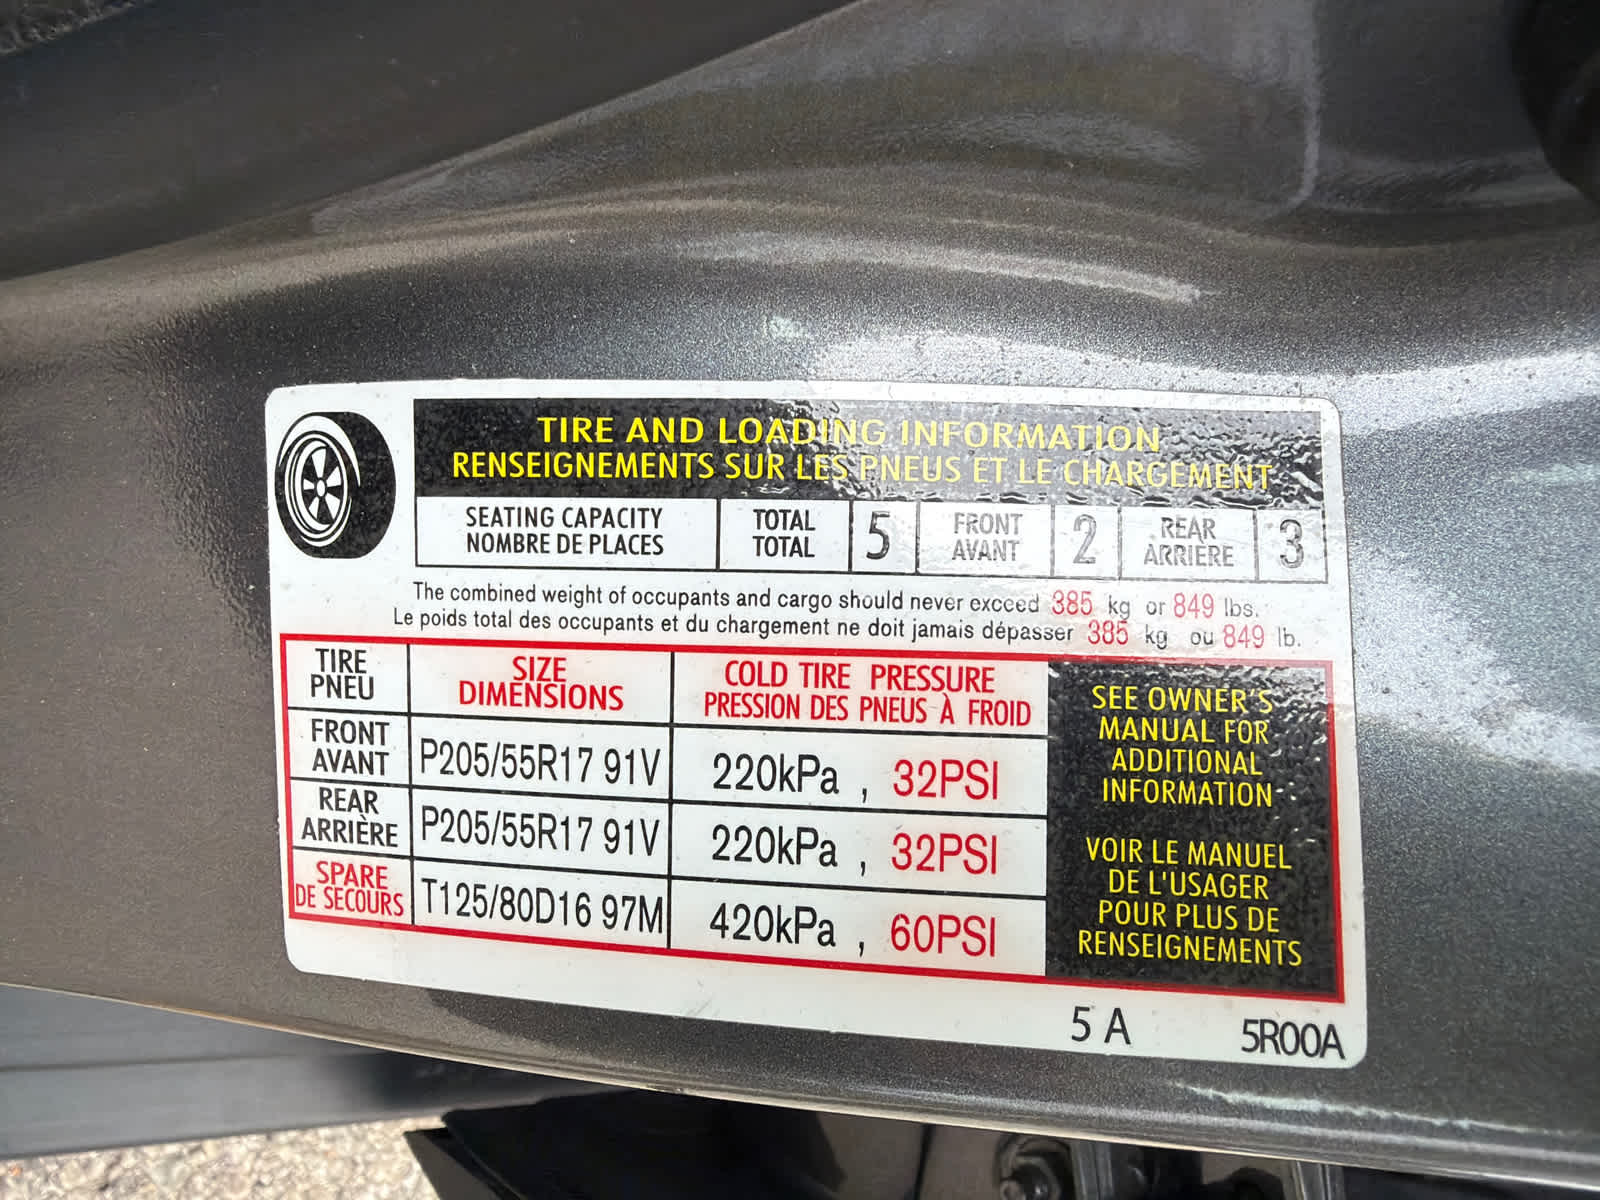 TIRE AND LOADING INFORMATION
RENSEIGNEMENTS SUR LES PNEUS ET LE CHARGEMENT
SEATING CAPACITY TOTAL 5 FRONT 2 REAR 3
NOMBRE DE PLACES TOTAL AVANT ARRIÈRE
The combined weight of occupants and cargo should never exceed 385 kg or 849 lbs.
Le poids total des occupants et du chargement ne doit jamais dépasser 385 kg ou 849 lb.
TIRE SIZE COLD TIRE PRESSURE
PNEU DIMENSIONS PRESSION DES PNEUS À FROID
FRONT
AVANT P205/55R17 91V 220kPa , 32PSI
REAR
ARRIÈRE P205/55R17 91V 220kPa , 32PSI
SPARE
DE SECOURS T125/80D16 97M 420kPa , 60PSI
SEE OWNER'S
MANUAL FOR
ADDITIONAL
INFORMATION
VOIR LE MANUEL
DE L'USAGER
POUR PLUS DE
RENSEIGNEMENTS
5 A 5R00A